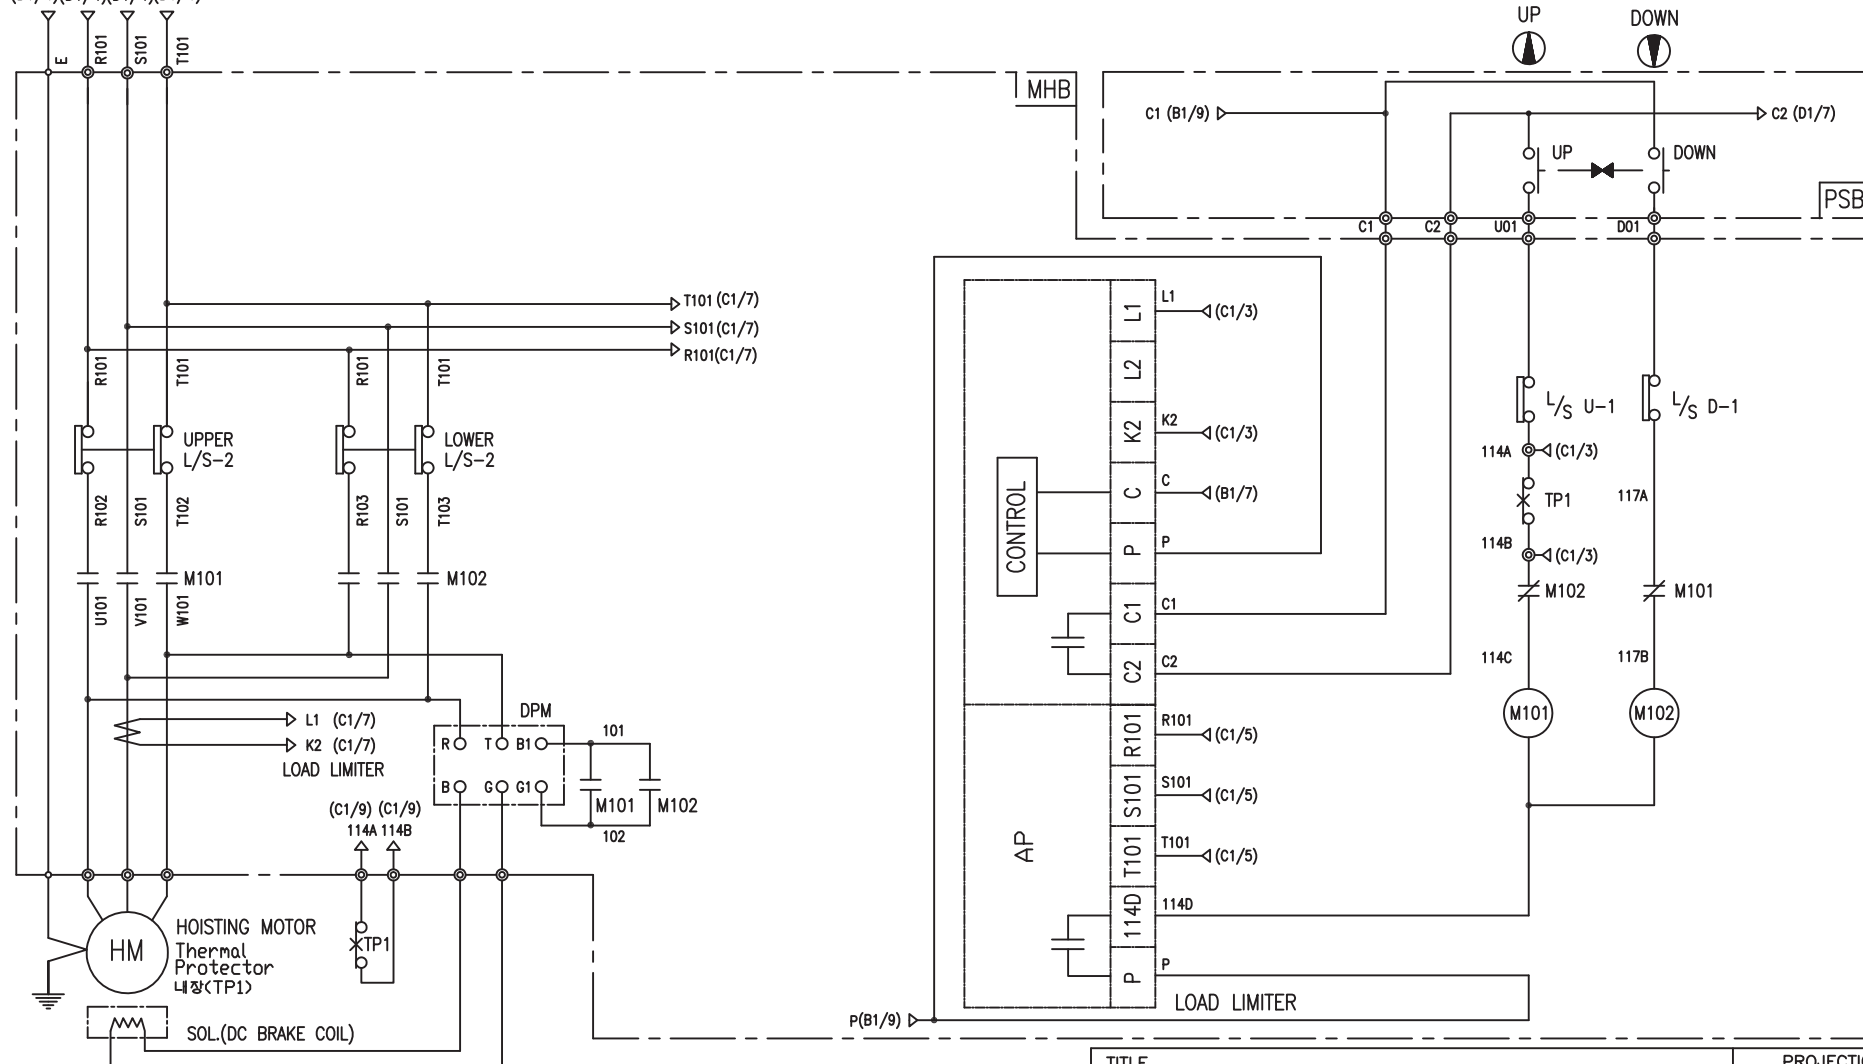 UP
DOWN
E
R101
S101
T101
MHB
C1 (B1/9)
C2 (D1/7)
UP
DOWN
PSB
C1
C2
U01
D01
T101 (C1/7)
S101 (C1/7)
R101(C1/7)
R101
T101
R101
T101
UPPER
L/S-2
LOWER
L/S-2
R102
S101
T102
R103
S101
T103
M101
M102
U101
V101
W101
L1 (C1/7)
K2 (C1/7)
LOAD LIMITER
DPM
R
T
B1
B
G
G1
101
102
M101
M102
(C1/9) (C1/9)
114A 114B
HM
HOISTING MOTOR
Thermal
Protector
내장(TP1)
TP1
SOL.(DC BRAKE COIL)
CONTROL
AP
L1
L1
(C1/3)
L2
K2
K2
(C1/3)
C
C
(B1/7)
P
P
C1
C1
C2
C2
R101
R101
(C1/5)
S101
S101
(C1/5)
T101
T101
(C1/5)
114D
114D
P
P
LOAD LIMITER
P(B1/9)
L/S U-1
L/S D-1
114A
(C1/3)
TP1
117A
114B
(C1/3)
M102
M101
114C
117B
M101
M102
TITLE